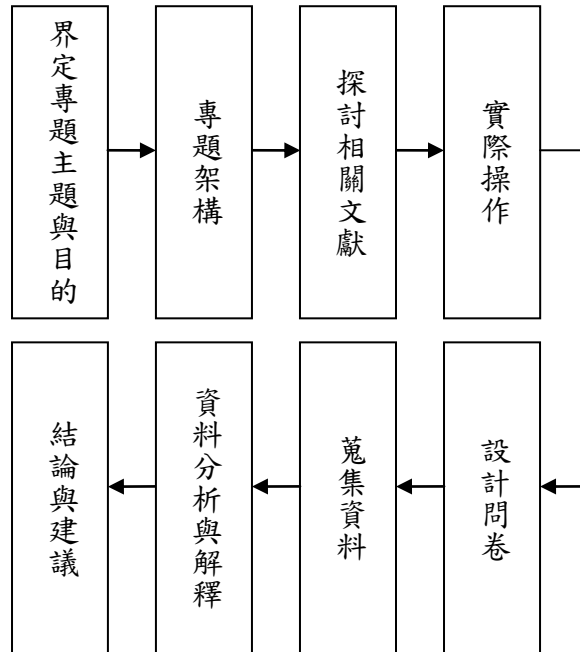 界定專題主題與目的
專題架構
探討相關文獻
實際操作
設計問卷
蒐集資料
資料分析與解釋
結論與建議